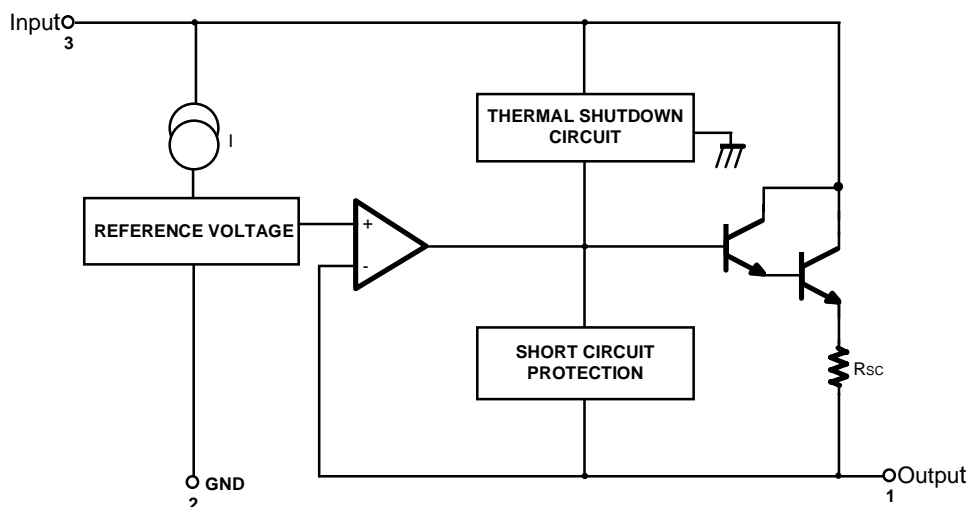 Input
3
THERMAL SHUTDOWN
CIRCUIT
I
REFERENCE VOLTAGE
+
-
SHORT CIRCUIT
PROTECTION
RSC
GND
2
Output
1